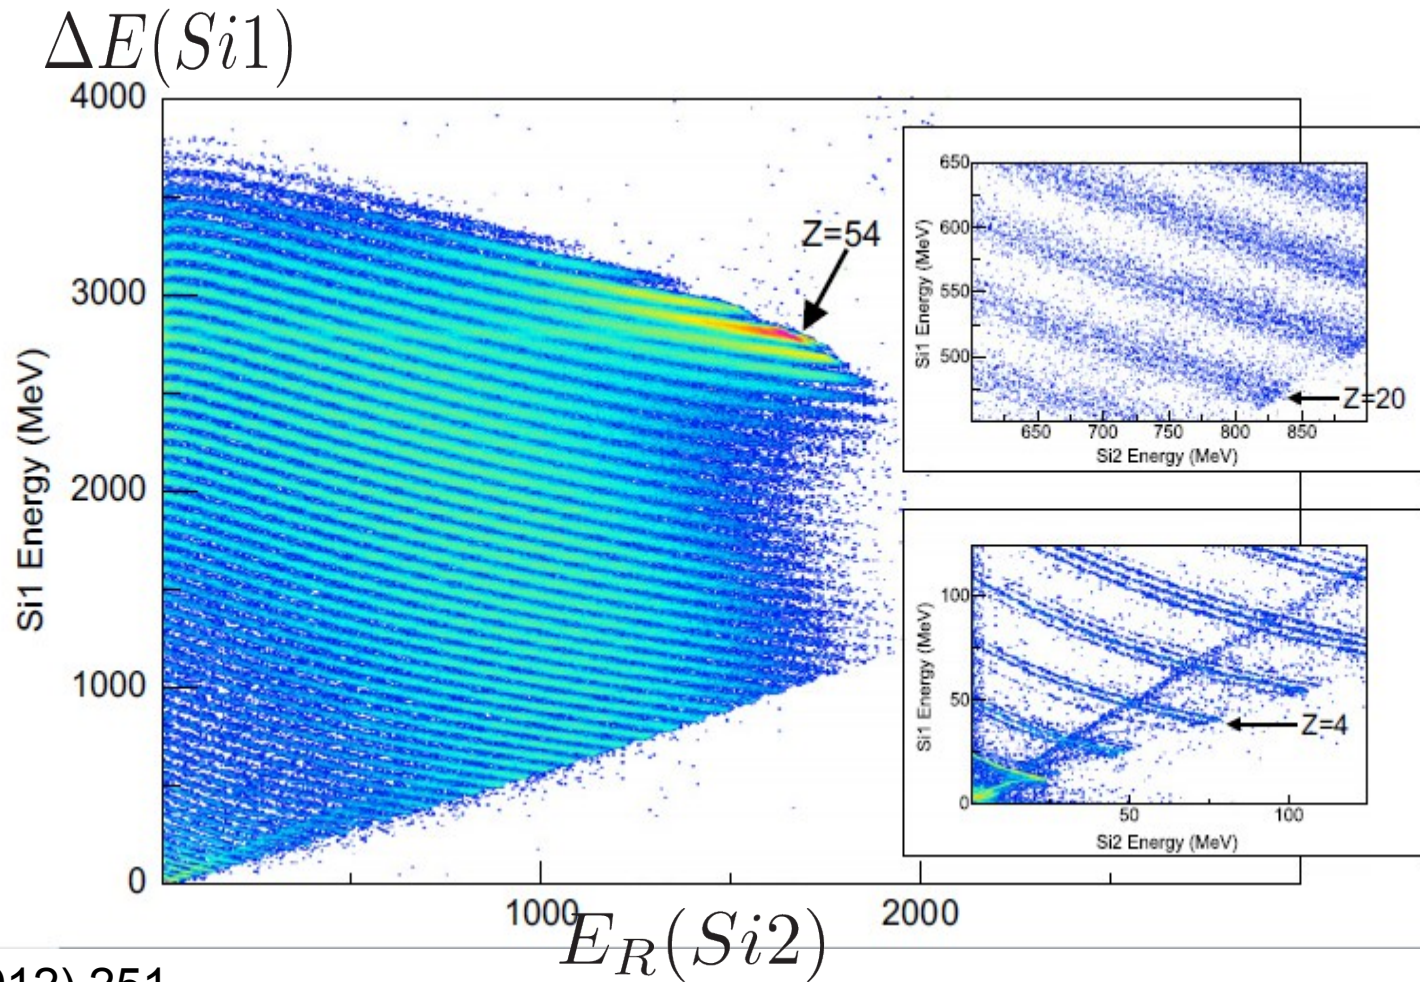 ΔE(Si1)
4000
3000
2000
1000
0
Si1 Energy (MeV)
1000
2000
E_R(Si2)
Z=54
650
600
550
500
Si1 Energy (MeV)
650 700 750 800 850
Si2 Energy (MeV)
Z=20
100
50
0
Si1 Energy (MeV)
50 100
Si2 Energy (MeV)
Z=4